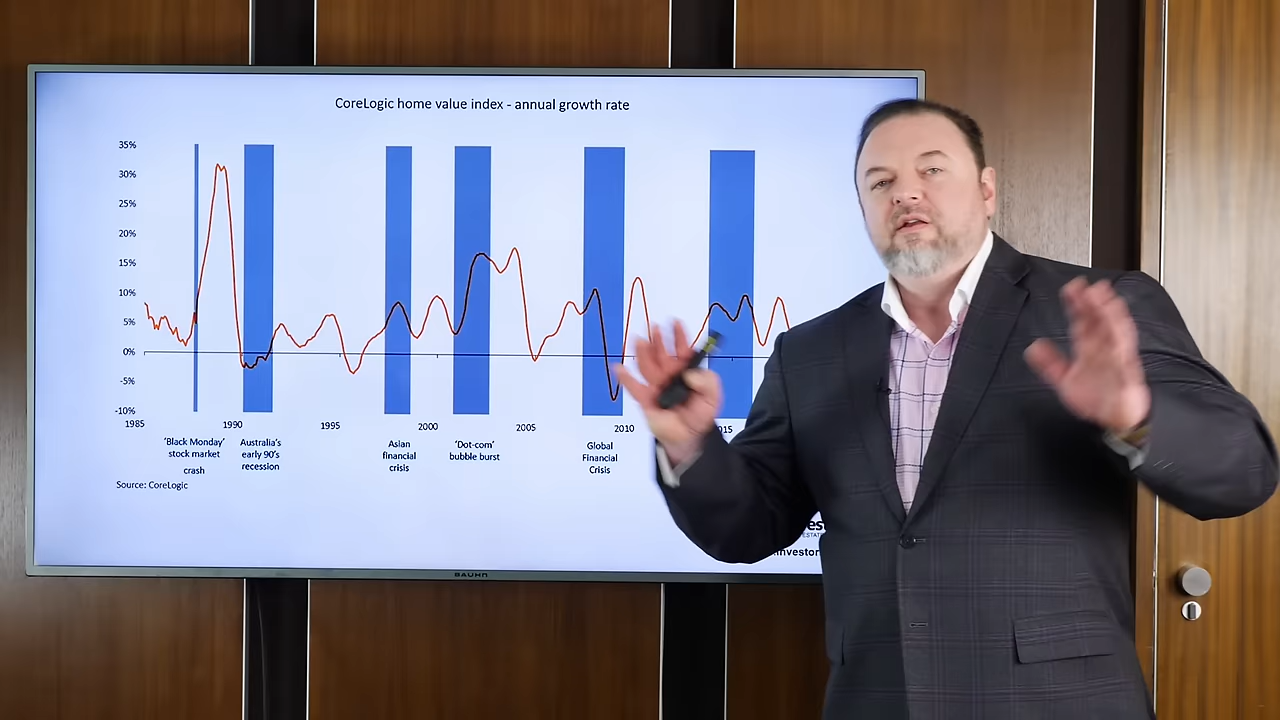 CoreLogic home value index - annual growth rate
35%
30%
25%
20%
15%
10%
5%
0%
-5%
-10%
1985 1990 1995 2000 2005 2010
'Black Monday' stock market crash
Australia's early 90's recession
Asian financial crisis
'Dot-com' bubble burst
Global Financial Crisis
Source: CoreLogic
BAUHN